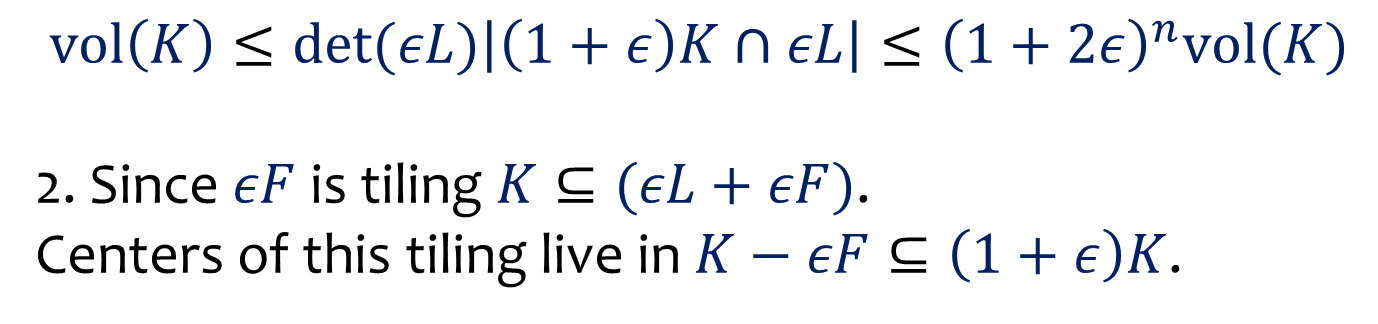 vol(K) ≤ det(ϵL)|(1 + ϵ)K ∩ ϵL| ≤ (1 + 2ϵ)ⁿvol(K)
2. Since ϵF is tiling K ⊆ (ϵL + ϵF).
Centers of this tiling live in K − ϵF ⊆ (1 + ϵ)K.